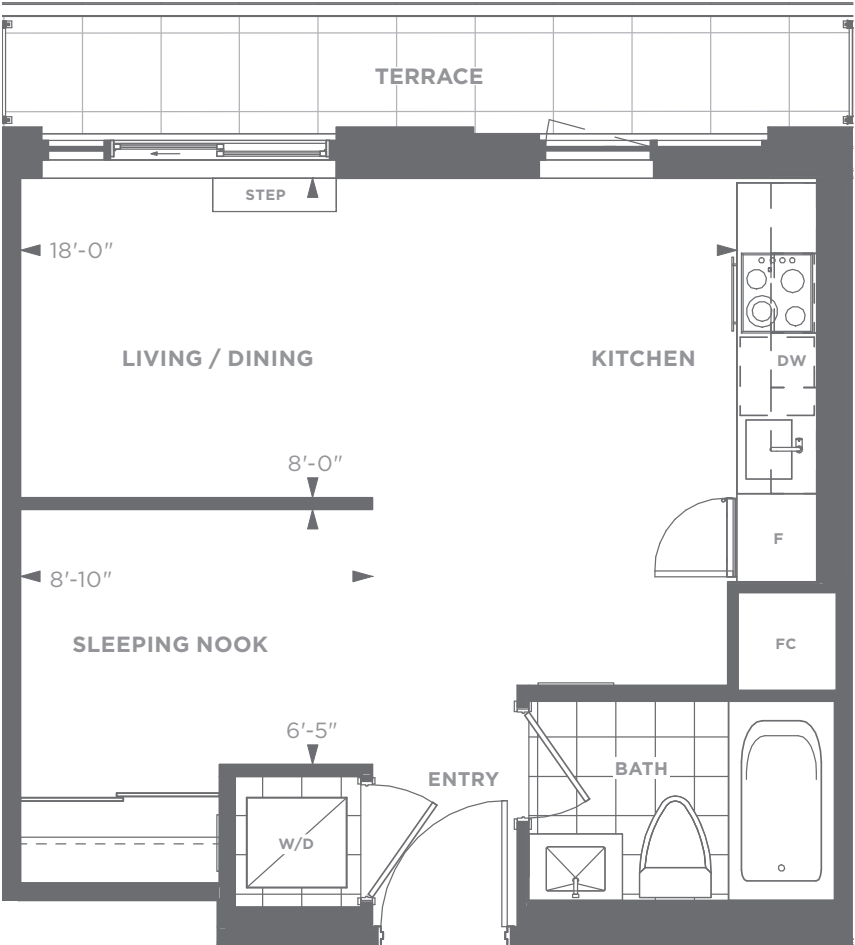 TERRACE
STEP
18'-0"
LIVING / DINING
KITCHEN
DW
8'-0"
F
8'-10"
SLEEPING NOOK
FC
6'-5"
ENTRY
BATH
W/D